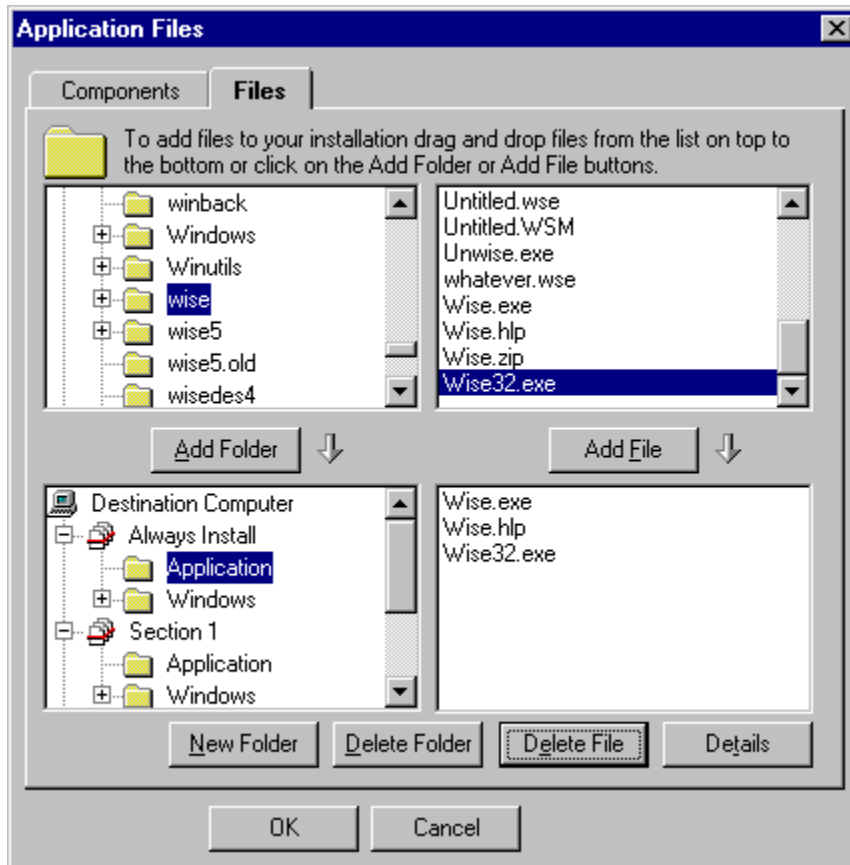 Application Files
Components
Files
To add files to your installation drag and drop files from the list on top to
the bottom or click on the Add Folder or Add File buttons.
winback
Windows
Winutils
wise
wise5
wise5.old
wisedes4
Untitled.wse
Untitled.WSM
Unwise.exe
whatever.wse
Wise.exe
Wise.hlp
Wise.zip
Wise32.exe
Add Folder
Add File
Destination Computer
Always Install
Application
Windows
Section 1
Application
Windows
Wise.exe
Wise.hlp
Wise32.exe
New Folder
Delete Folder
Delete File
Details
OK
Cancel